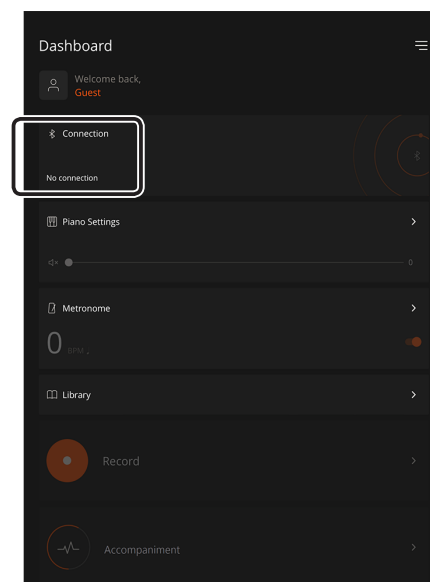 Dashboard
Welcome back,
Guest
Connection
No connection
Piano Settings
0
Metronome
0 BPM ,
Library
Record
Accompaniment